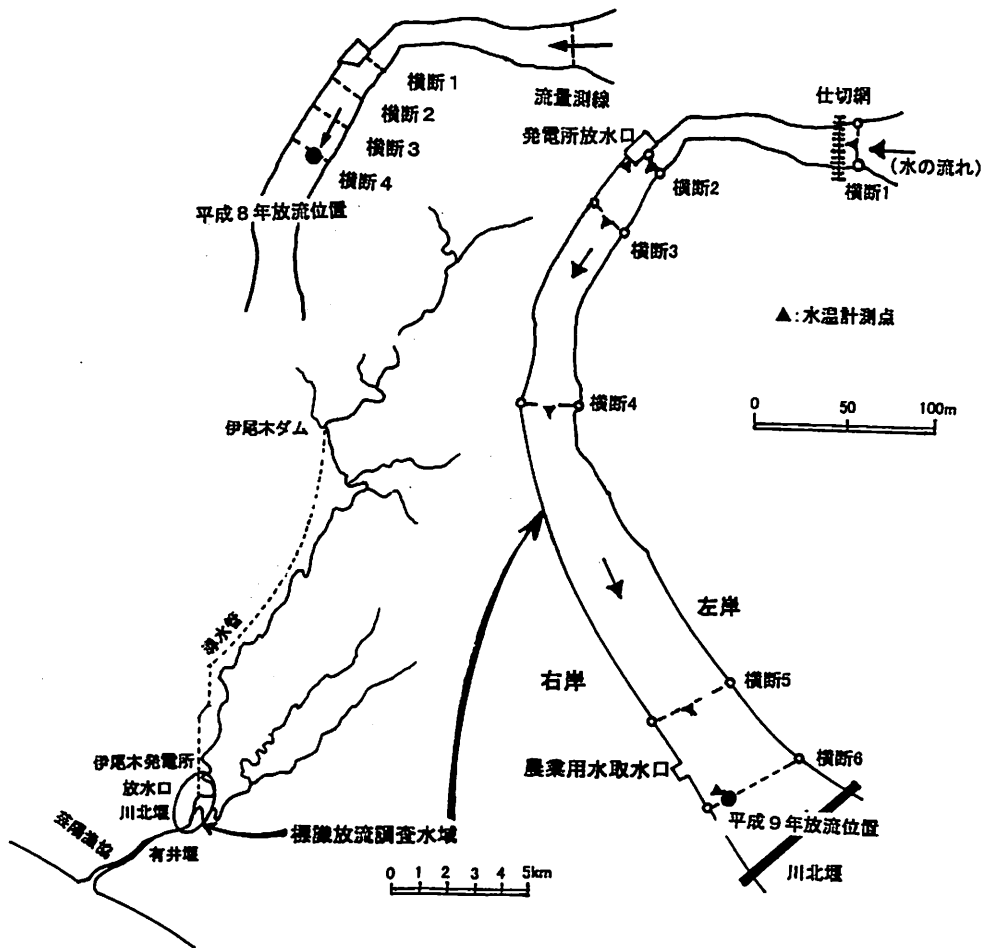 横断1
横断2
横断3
横断4
平成8年放流位置
流量測線
仕切網
発電所放水口
(水の流れ)
横断1
横断2
横断3
▲:水温計測点
横断4
0 50 100m
伊尾木ダム
導水管
左岸
右岸
横断5
横断6
農業用水取水口
平成9年放流位置
川北堰
伊尾木発電所
放水口
川北堰
標識放流調査水域
芸陽漁協
有井堰
0 1 2 3 4 5km